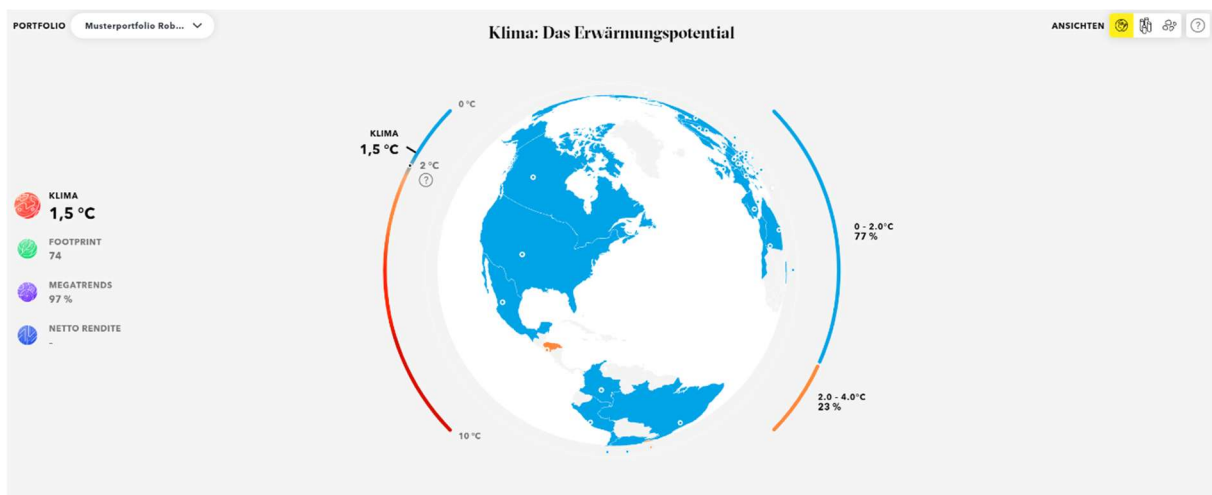 PORTFOLIO
Musterportfolio Rob...
Klima: Das Erwärmungspotential
ANSICHTEN
?
KLIMA
1,5 °C
FOOTPRINT
74
MEGATRENDS
97 %
NETTO RENDITE
-
0 °C
KLIMA
1,5 °C
2 °C
?
10 °C
0 - 2.0°C
77 %
2.0 - 4.0°C
23 %